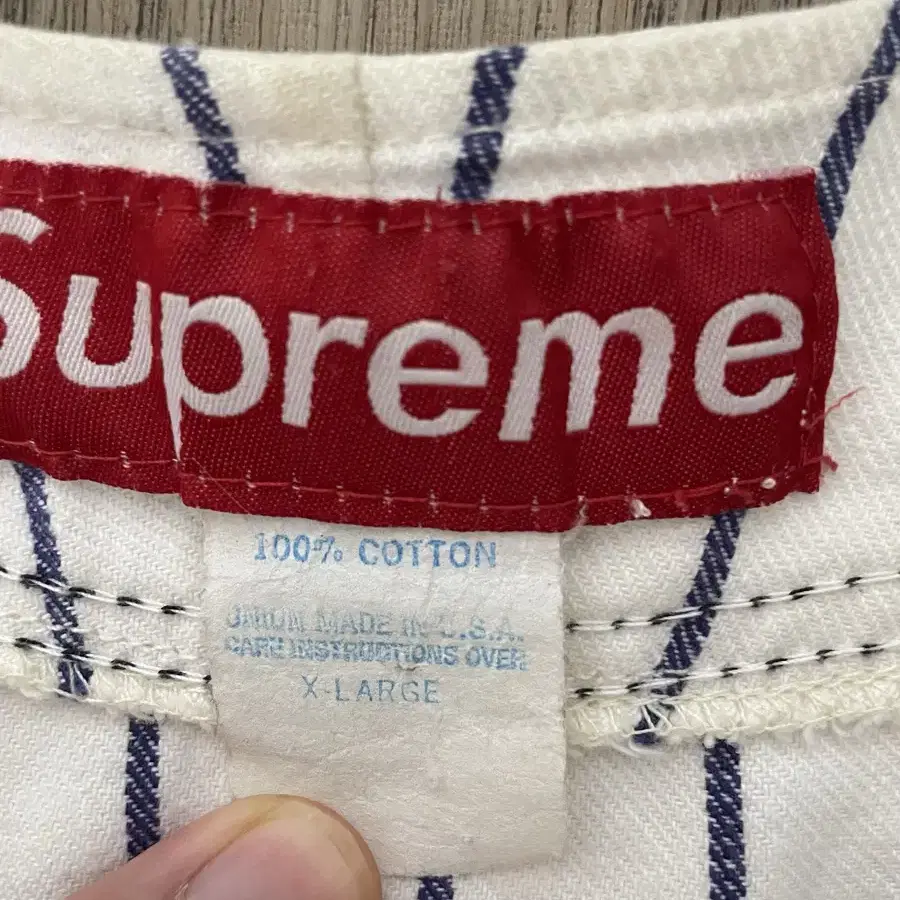 Supreme
100% COTTON
UNION MADE IN U.S.A.
CARE INSTRUCTIONS OVER
X-LARGE